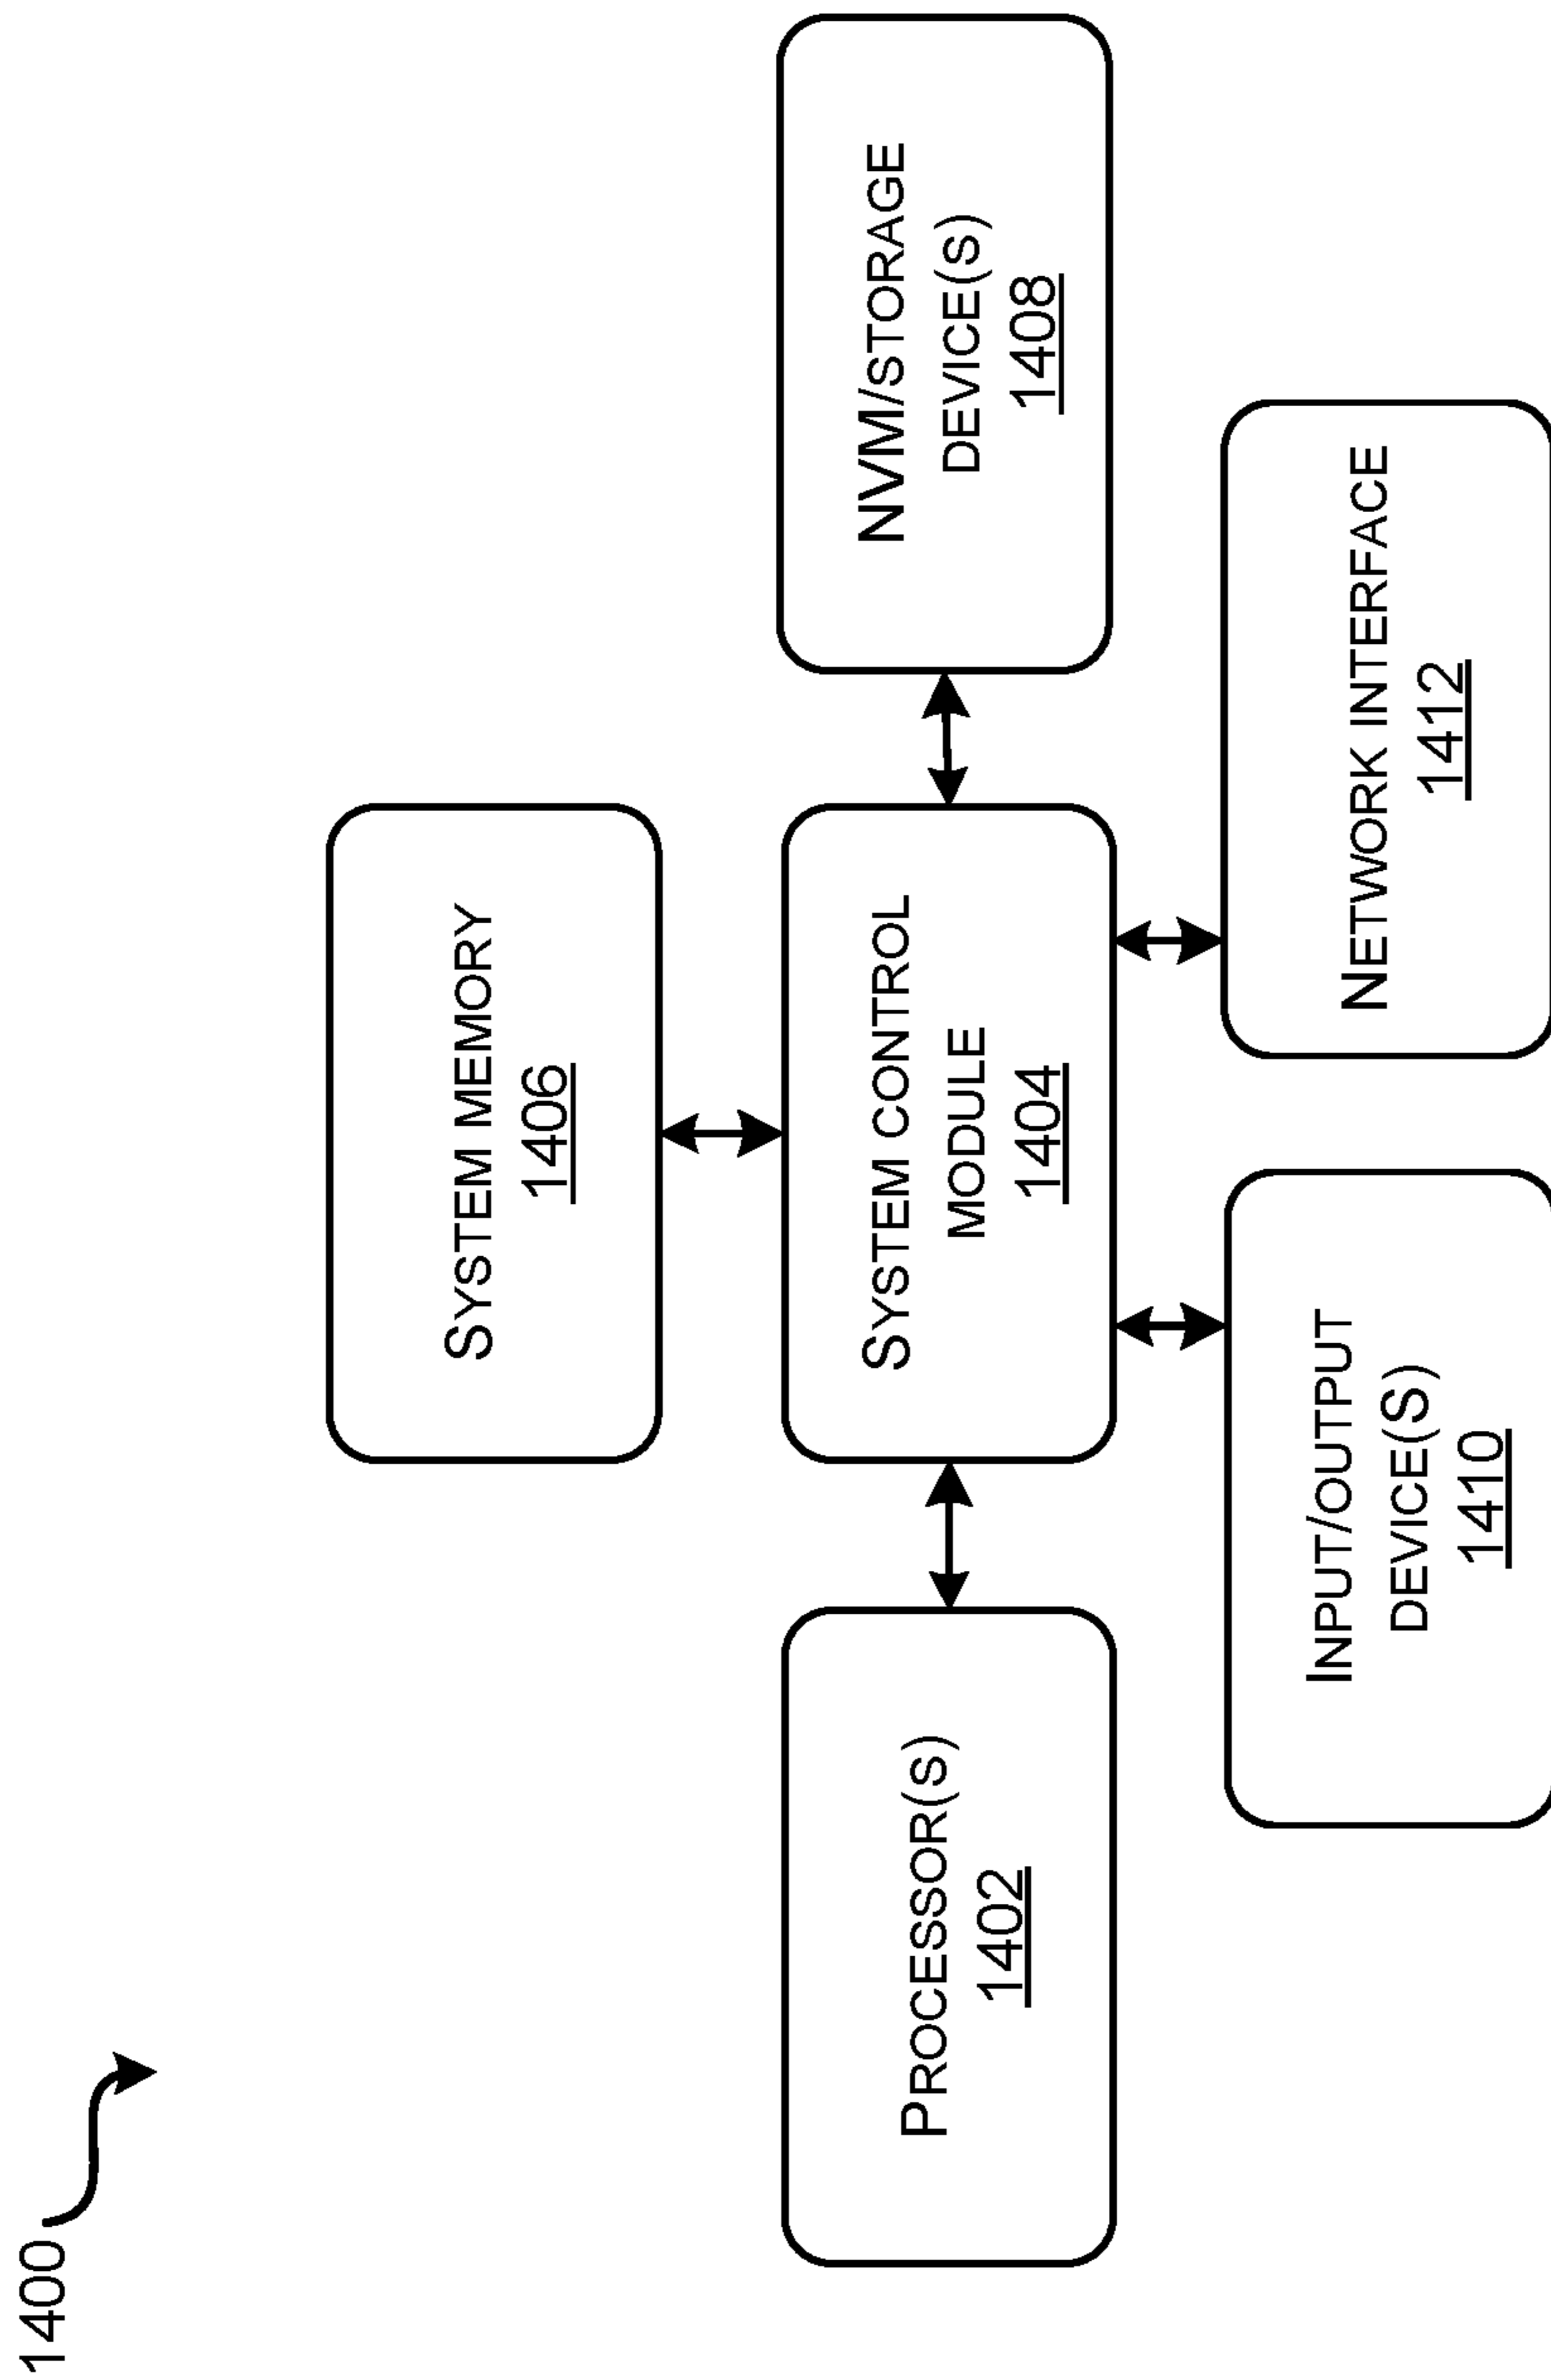 1400
SYSTEM MEMORY
1406
PROCESSOR(S)
1402
SYSTEM CONTROL
MODULE
1404
NVM/STORAGE
DEVICE(S)
1408
INPUT/OUTPUT
DEVICE(S)
1410
NETWORK INTERFACE
1412